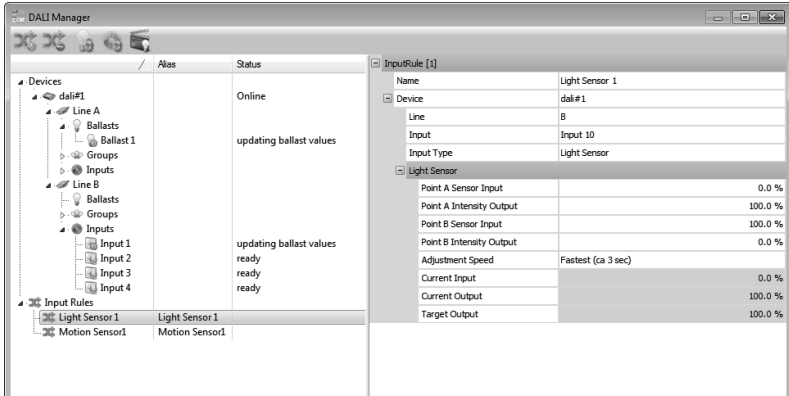 DALI Manager
Alias Status
Devices
dali#1 Online
Line A
Ballasts
Ballast 1 updating ballast values
Groups
Inputs
Line B
Ballasts
Groups
Inputs
Input 1 updating ballast values
Input 2 ready
Input 3 ready
Input 4 ready
Input Rules
Light Sensor 1 Light Sensor 1
Motion Sensor1 Motion Sensor1
InputRule [1]
Name Light Sensor 1
Device dali#1
Line B
Input Input 10
Input Type Light Sensor
Light Sensor
Point A Sensor Input 0.0 %
Point A Intensity Output 100.0 %
Point B Sensor Input 100.0 %
Point B Intensity Output 0.0 %
Adjustment Speed Fastest (ca 3 sec)
Current Input 0.0 %
Current Output 100.0 %
Target Output 100.0 %